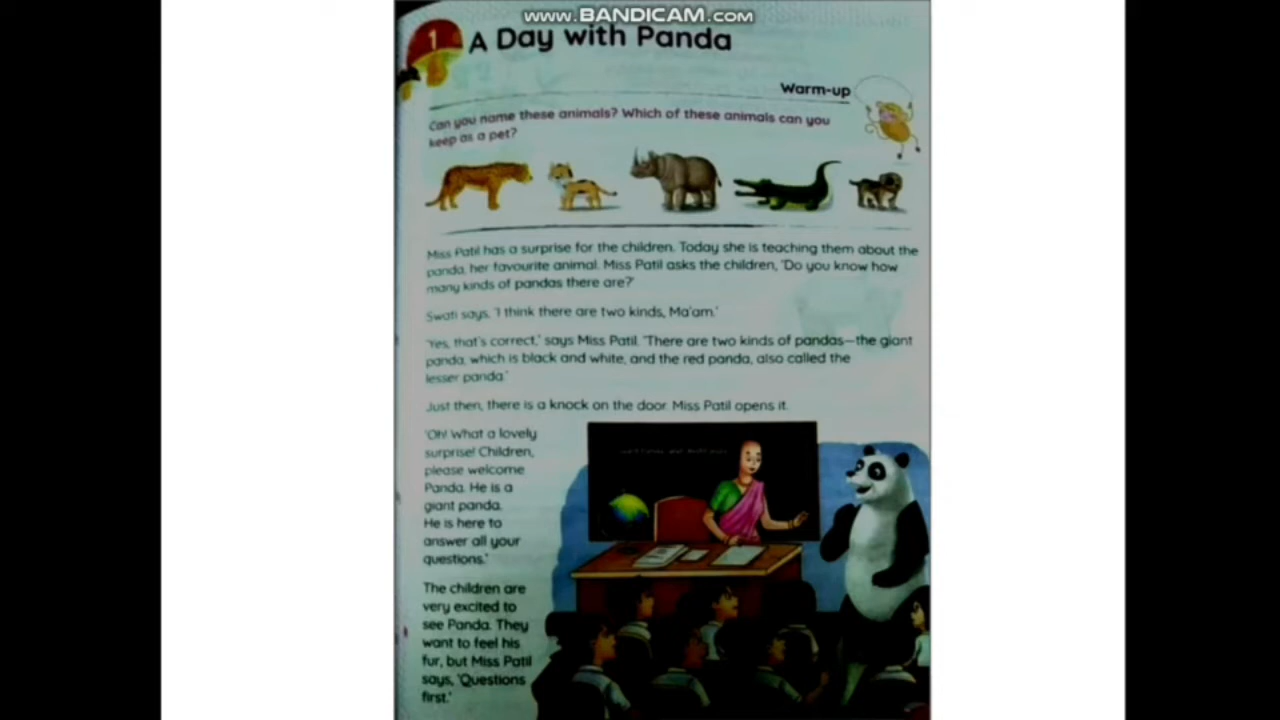 www.BANDICAM.com
1
A Day with Panda
Warm-up
Can you name these animals? Which of these animals can you
keep as a pet?
Miss Patil has a surprise for the children. Today she is teaching them about the
panda, her favourite animal. Miss Patil asks the children, 'Do you know how
many kinds of pandas there are?'
Swati says, 'I think there are two kinds, Ma'am.'
'Yes, that's correct,' says Miss Patil. 'There are two kinds of pandas—the giant
panda, which is black and white, and the red panda, also called the
lesser panda.'
Just then, there is a knock on the door. Miss Patil opens it.
'Oh! What a lovely
surprise! Children,
please welcome
Panda. He is a
giant panda.
He is here to
answer all your
questions.'
The children are
very excited to
see Panda. They
want to feel his
fur, but Miss Patil
says, 'Questions
first.'